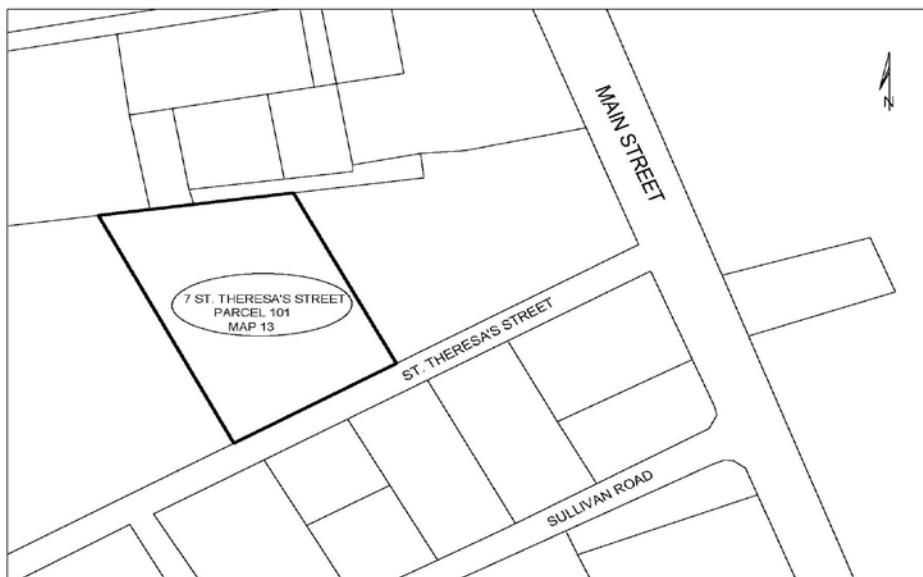 MAIN STREET
N
7 ST. THERESA'S STREET
PARCEL 101
MAP 13
ST. THERESA'S STREET
SULLIVAN ROAD